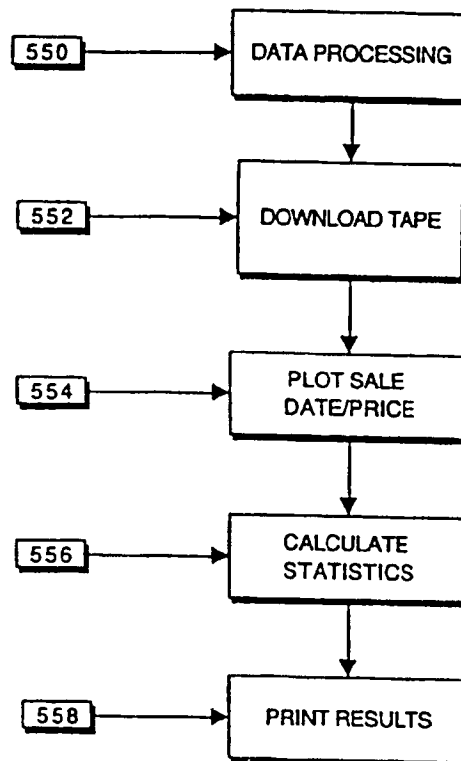 550
DATA PROCESSING
552
DOWNLOAD TAPE
554
PLOT SALE
DATE/PRICE
556
CALCULATE
STATISTICS
558
PRINT RESULTS